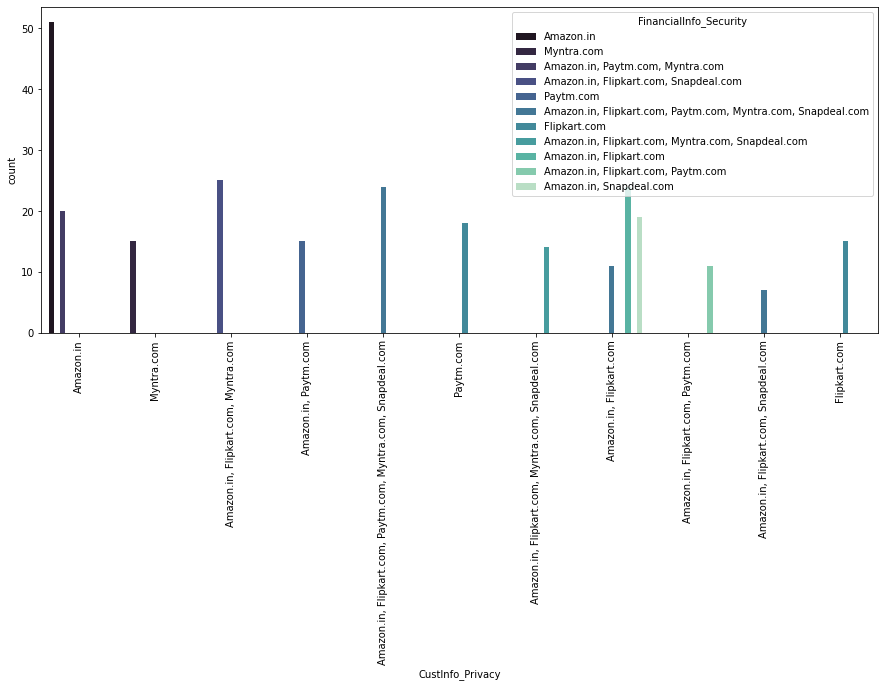 FinancialInfo_Security
Amazon.in
Myntra.com
Amazon.in, Paytm.com, Myntra.com
Amazon.in, Flipkart.com, Snapdeal.com
Paytm.com
Amazon.in, Flipkart.com, Paytm.com, Myntra.com, Snapdeal.com
Flipkart.com
Amazon.in, Flipkart.com, Myntra.com, Snapdeal.com
Amazon.in, Flipkart.com
Amazon.in, Flipkart.com, Paytm.com
Amazon.in, Snapdeal.com
50
40
30
20
10
0
count
Amazon.in
Myntra.com
Amazon.in, Flipkart.com, Myntra.com
Amazon.in, Paytm.com
Amazon.in, Flipkart.com, Paytm.com, Myntra.com, Snapdeal.com
Paytm.com
Amazon.in, Flipkart.com, Myntra.com, Snapdeal.com
Amazon.in, Flipkart.com
Amazon.in, Flipkart.com, Paytm.com
Amazon.in, Flipkart.com, Snapdeal.com
Flipkart.com
CustInfo_Privacy